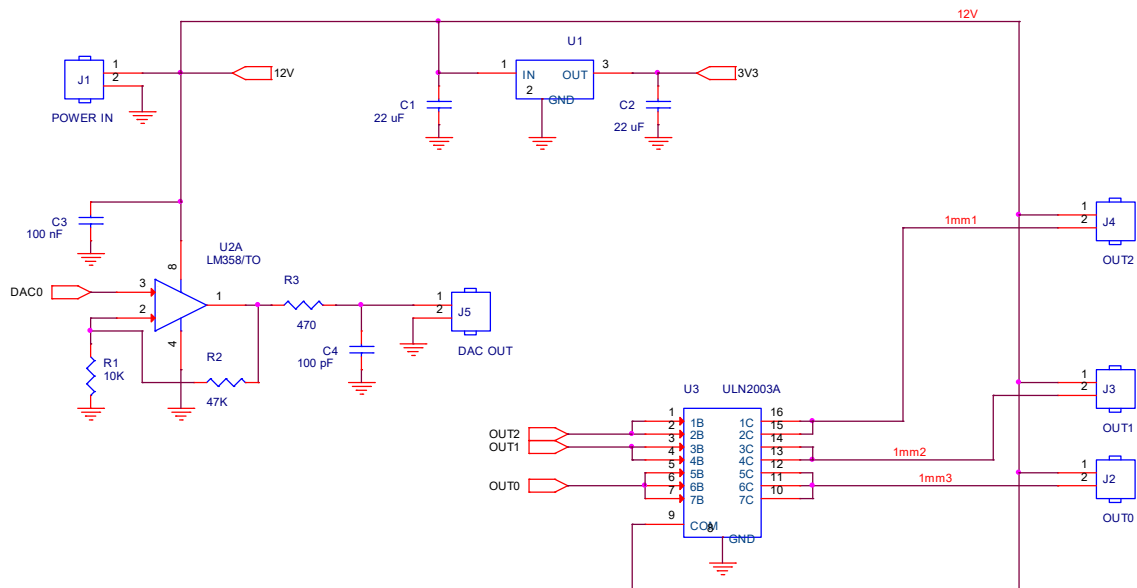 12V
J1
1
2
POWER IN
12V
U1
1
IN
OUT
3
2
GND
3V3
C1
22 uF
C2
22 uF
C3
100 nF
U2A
LM358/TO
8
DAC0
3
2
1
4
R3
470
R1
10K
R2
47K
C4
100 pF
1
2
J5
DAC OUT
1
2
J4
OUT2
1mm1
U3
ULN2003A
OUT2
OUT1
OUT0
1
2
3
4
5
6
7
9
1B
2B
3B
4B
5B
6B
7B
COM
8
GND
1C
2C
3C
4C
5C
6C
7C
16
15
14
13
12
11
10
1mm2
1
2
J3
OUT1
1mm3
1
2
J2
OUT0